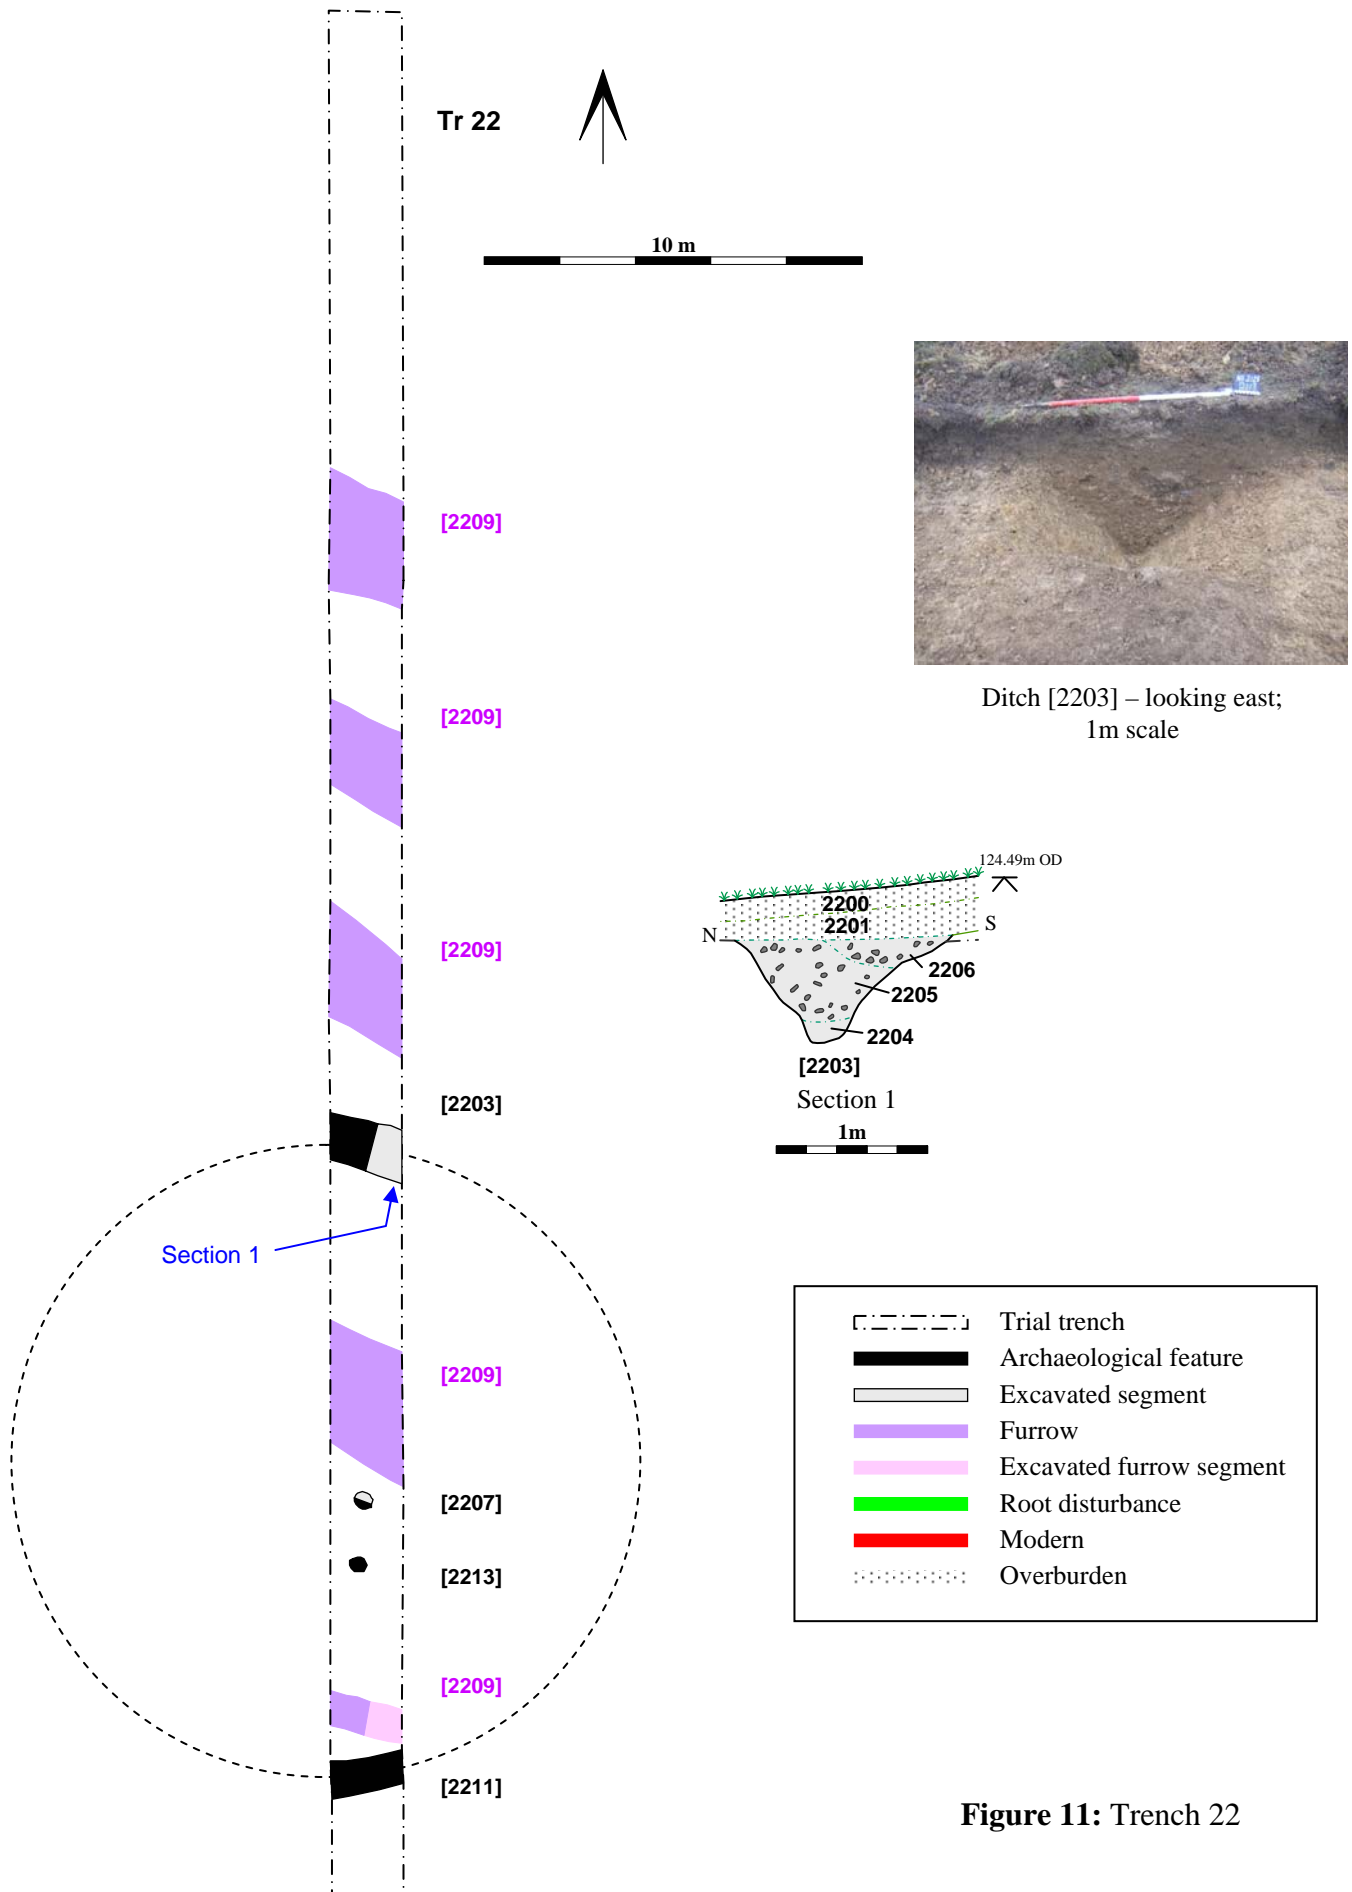 Tr 22
10 m
[2209]
[2209]
Ditch [2203] – looking east;
1m scale
124.49m OD
2200
2201
N
S
2206
2205
2204
[2203]
Section 1
1m
[2209]
[2203]
Section 1
[2209]
[2207]
[2213]
[2209]
[2211]
Trial trench
Archaeological feature
Excavated segment
Furrow
Excavated furrow segment
Root disturbance
Modern
Overburden
Figure 11: Trench 22